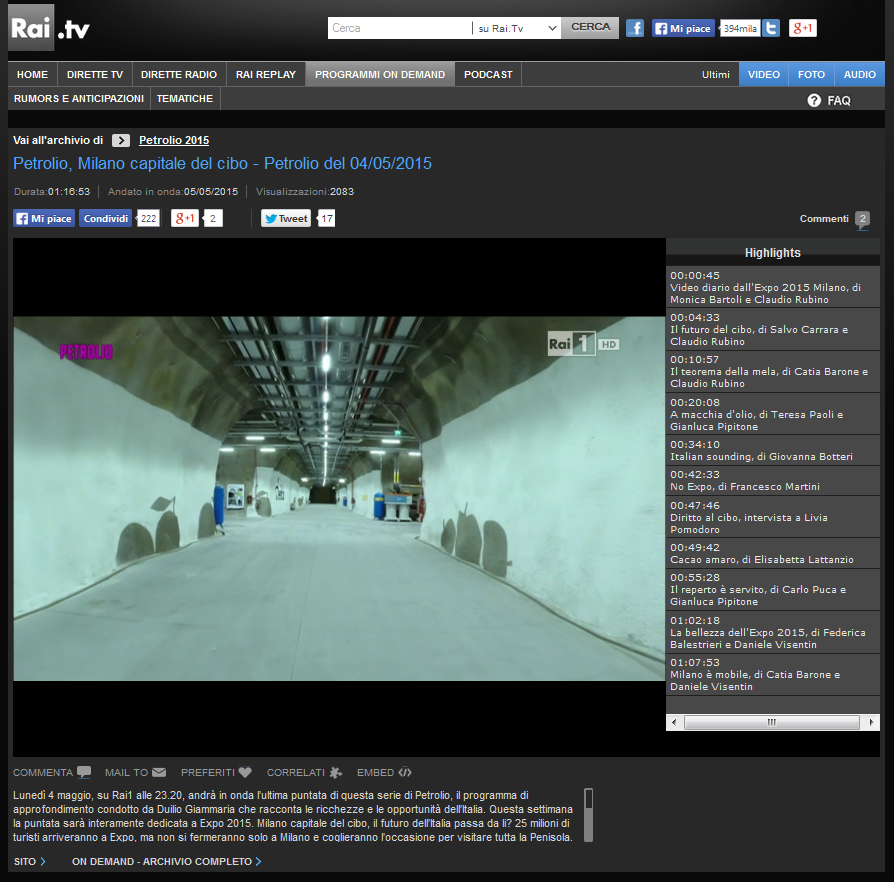 Rai .tv
Cerca
su Rai.Tv
CERCA
Mi piace
394mila
g+1
HOME
DIRETTE TV
DIRETTE RADIO
RAI REPLAY
PROGRAMMI ON DEMAND
PODCAST
Ultimi
VIDEO
FOTO
AUDIO
RUMORS E ANTICIPAZIONI
TEMATICHE
? FAQ
Vai all'archivio di
Petrolio 2015
Petrolio, Milano capitale del cibo - Petrolio del 04/05/2015
Durata:01:16:53
Andato in onda:05/05/2015
Visualizzazioni:2083
Mi piace
Condividi
222
g+1
2
Tweet
17
Commenti
2
PETROLIO
Rai 1 HD
Highlights
00:00:45
Video diario dall'Expo 2015 Milano, di
Monica Bartoli e Claudio Rubino
00:04:33
Il futuro del cibo, di Salvo Carrara e
Claudio Rubino
00:10:57
Il teorema della mela, di Catia Barone e
Claudio Rubino
00:20:08
A macchia d'olio, di Teresa Paoli e
Gianluca Pipitone
00:34:10
Italian sounding, di Giovanna Botteri
00:42:33
No Expo, di Francesco Martini
00:47:46
Diritto al cibo, intervista a Livia
Pomodoro
00:49:42
Cacao amaro, di Elisabetta Lattanzio
00:55:28
Il reperto è servito, di Carlo Puca e
Gianluca Pipitone
01:02:18
La bellezza dell'Expo 2015, di Federica
Balestrieri e Daniele Visentin
01:07:53
Milano è mobile, di Catia Barone e
Daniele Visentin
COMMENTA
MAIL TO
PREFERITI
CORRELATI
EMBED
Lunedì 4 maggio, su Rai1 alle 23.20, andrà in onda l'ultima puntata di questa serie di Petrolio, il programma di
approfondimento condotto da Duilio Giammaria che racconta le ricchezze e le opportunità dell'Italia. Questa settimana
la puntata sarà interamente dedicata a Expo 2015. Milano capitale del cibo, il futuro dell'Italia passa da lì? 25 milioni di
turisti arriveranno a Expo, ma non si fermeranno solo a Milano e coglieranno l'occasione per visitare tutta la Penisola.
SITO
ON DEMAND - ARCHIVIO COMPLETO